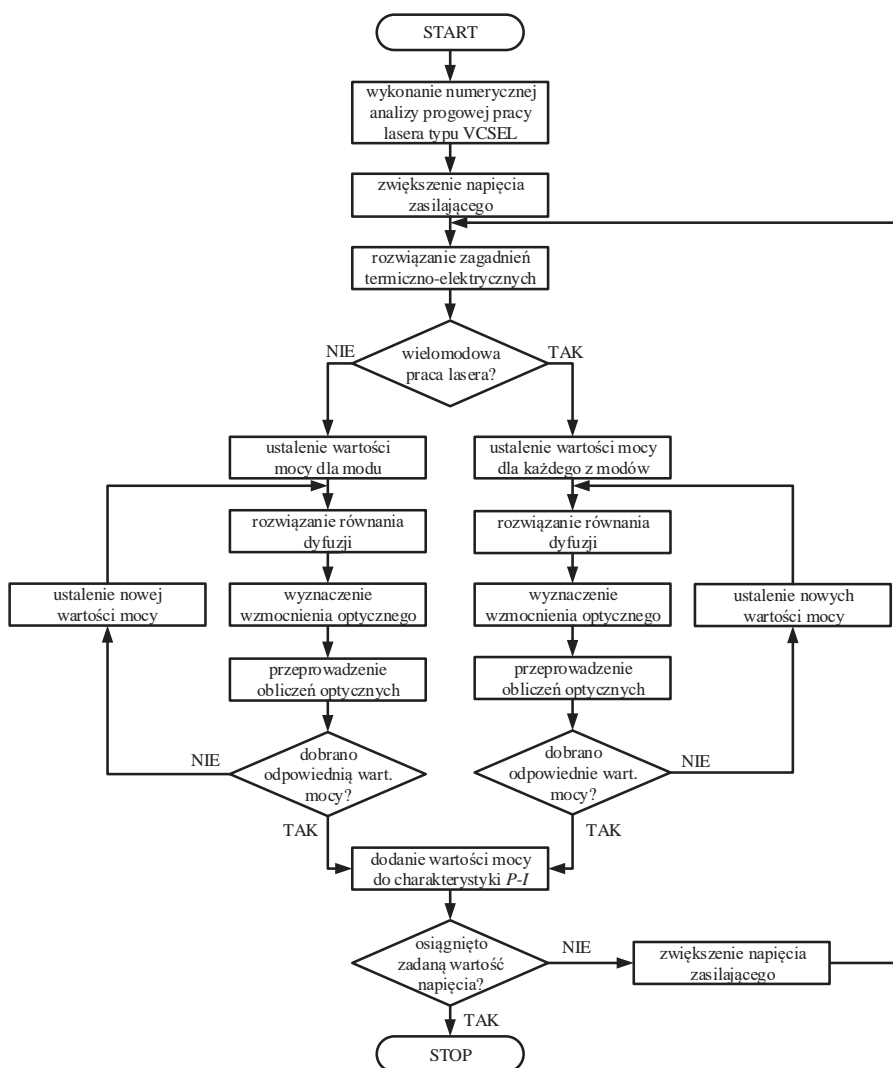 START
wykonanie numerycznej
analizy progowej pracy
lasera typu VCSEL
zwiększenie napięcia
zasilającego
rozwiązanie zagadnień
termiczno-elektrycznych
NIE
wielomodowa
praca lasera?
TAK
ustalenie wartości
mocy dla modu
ustalenie wartości mocy
dla każdego z modów
rozwiązanie równania
dyfuzji
rozwiązanie równania
dyfuzji
ustalenie nowej
wartości mocy
wyznaczenie
wzmocnienia optycznego
wyznaczenie
wzmocnienia optycznego
ustalenie nowych
wartości mocy
przeprowadzenie
obliczeń optycznych
przeprowadzenie
obliczeń optycznych
NIE
dobrano
odpowiednią wart.
mocy?
dobrano
odpowiednie wart.
mocy?
NIE
TAK
TAK
dodanie wartości mocy
do charakterystyki P-I
osiągnięto
zadaną wartość
napięcia?
NIE
zwiększenie napięcia
zasilającego
TAK
STOP